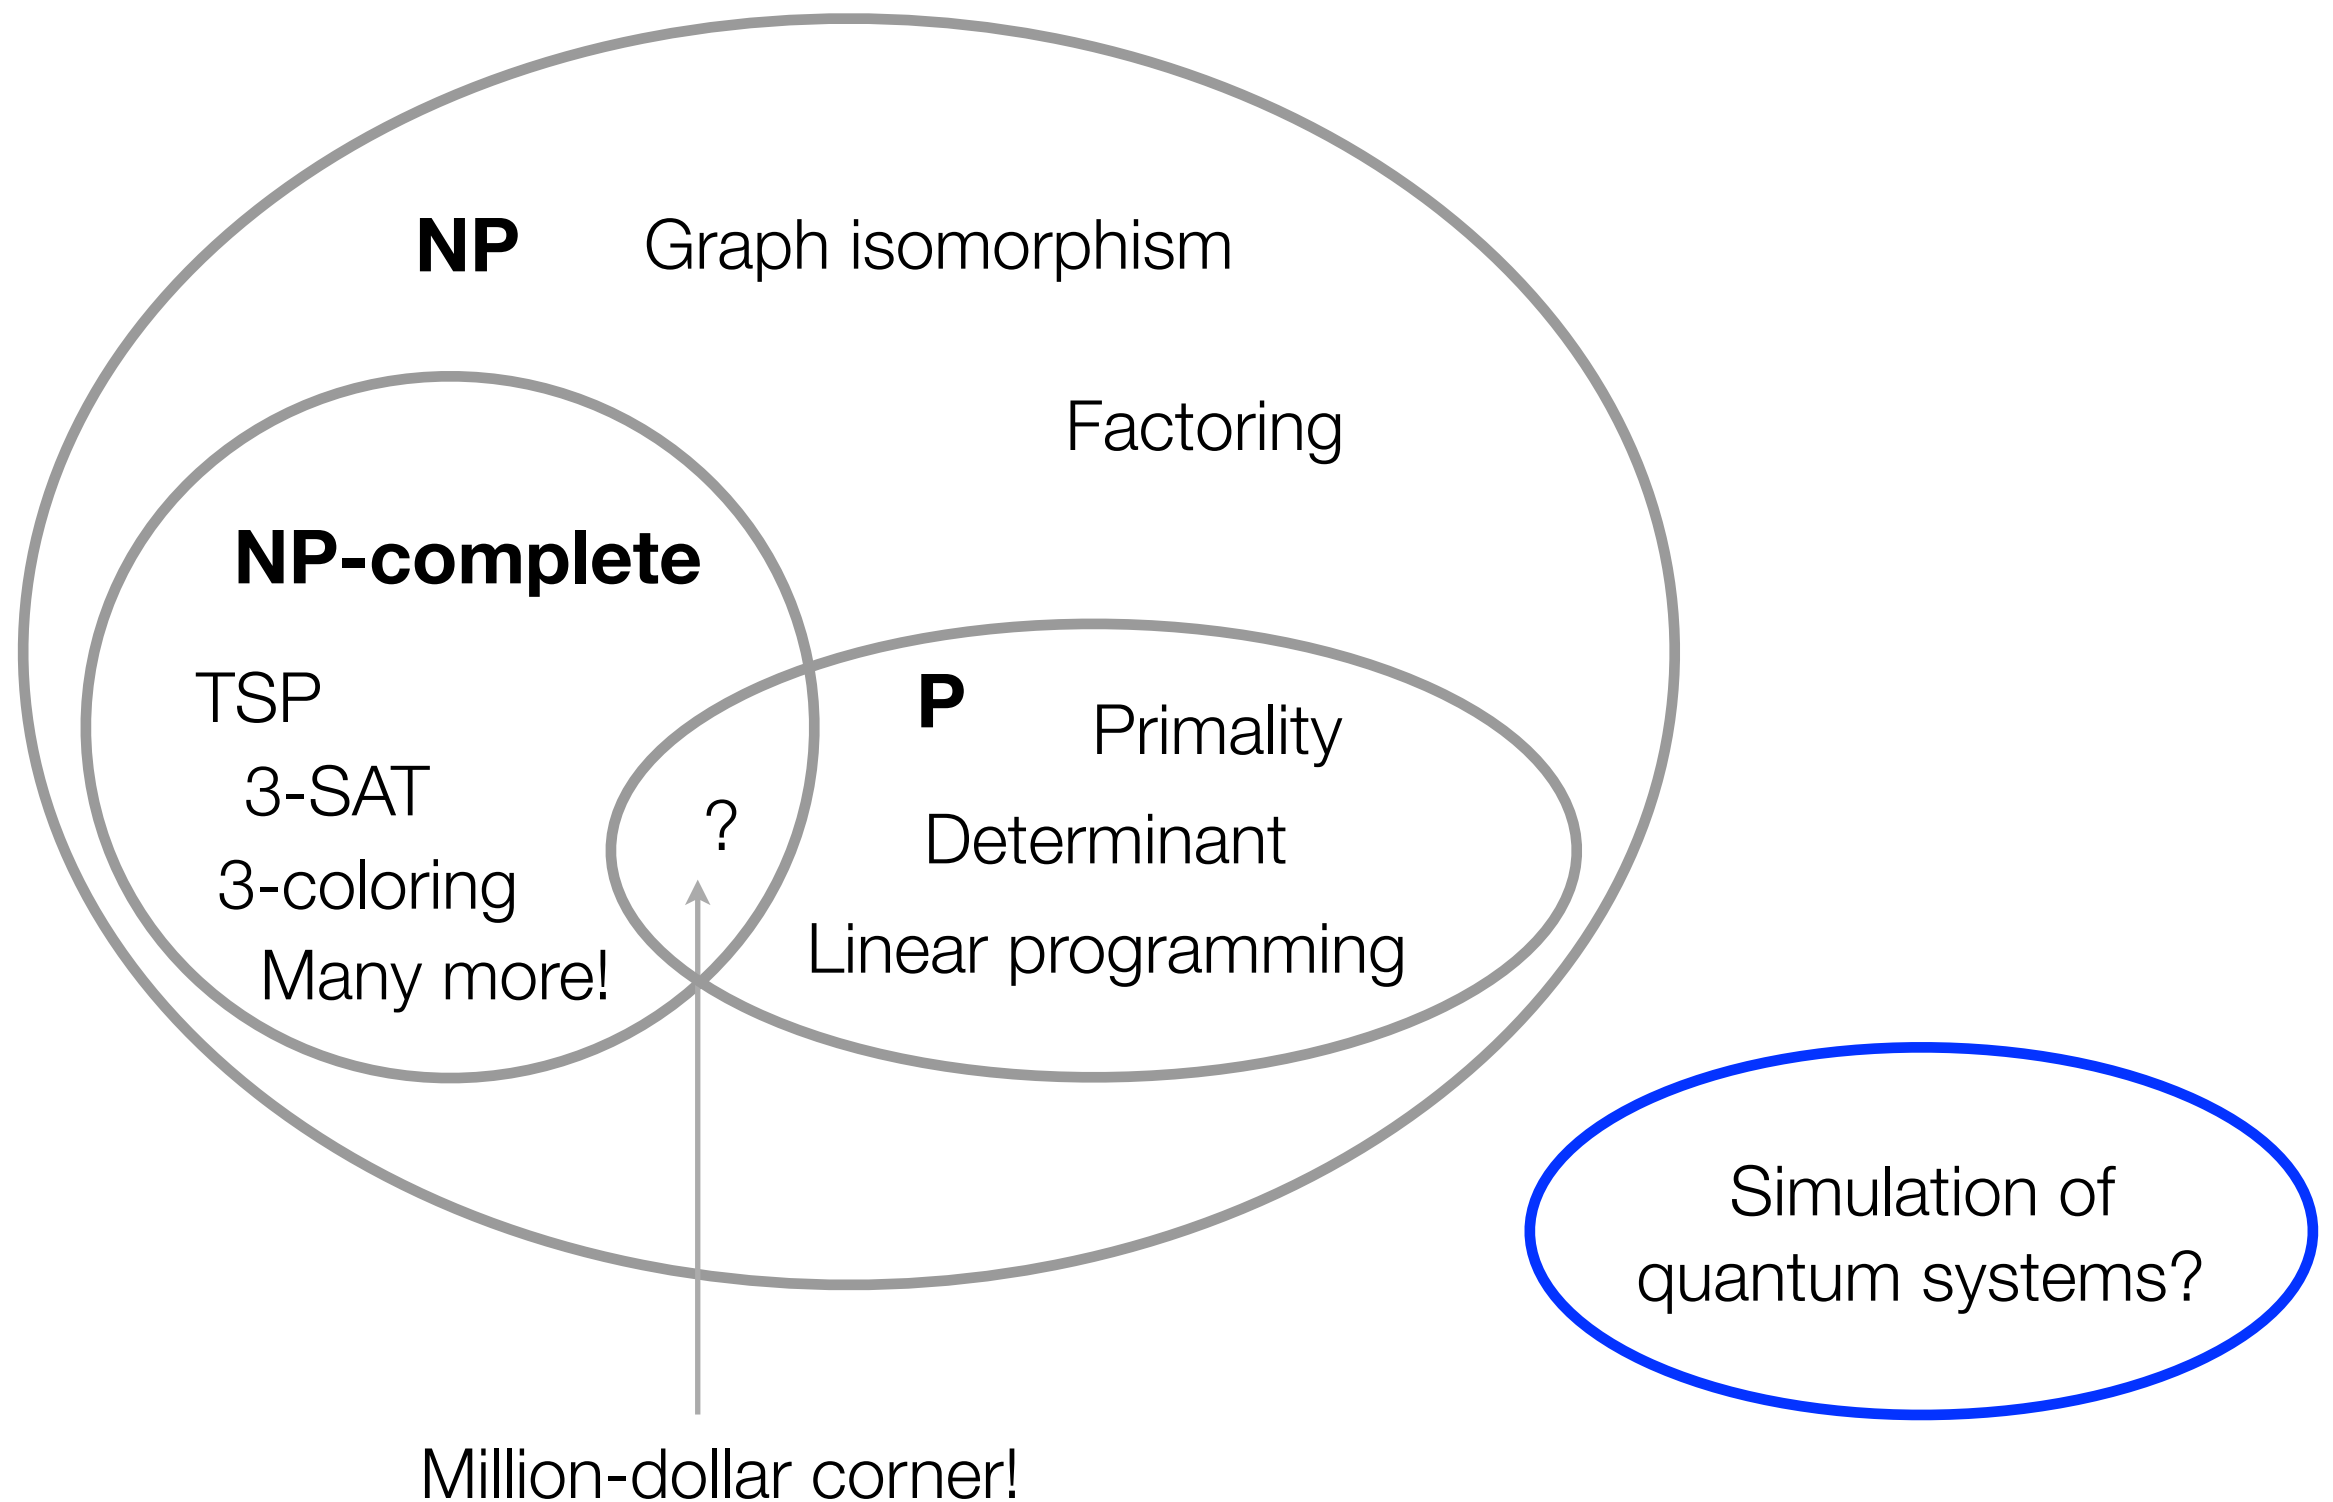 NP
Graph isomorphism
Factoring
NP-complete
TSP
3-SAT
3-coloring
Many more!
?
P
Primality
Determinant
Linear programming
Simulation of
quantum systems?
Million-dollar corner!